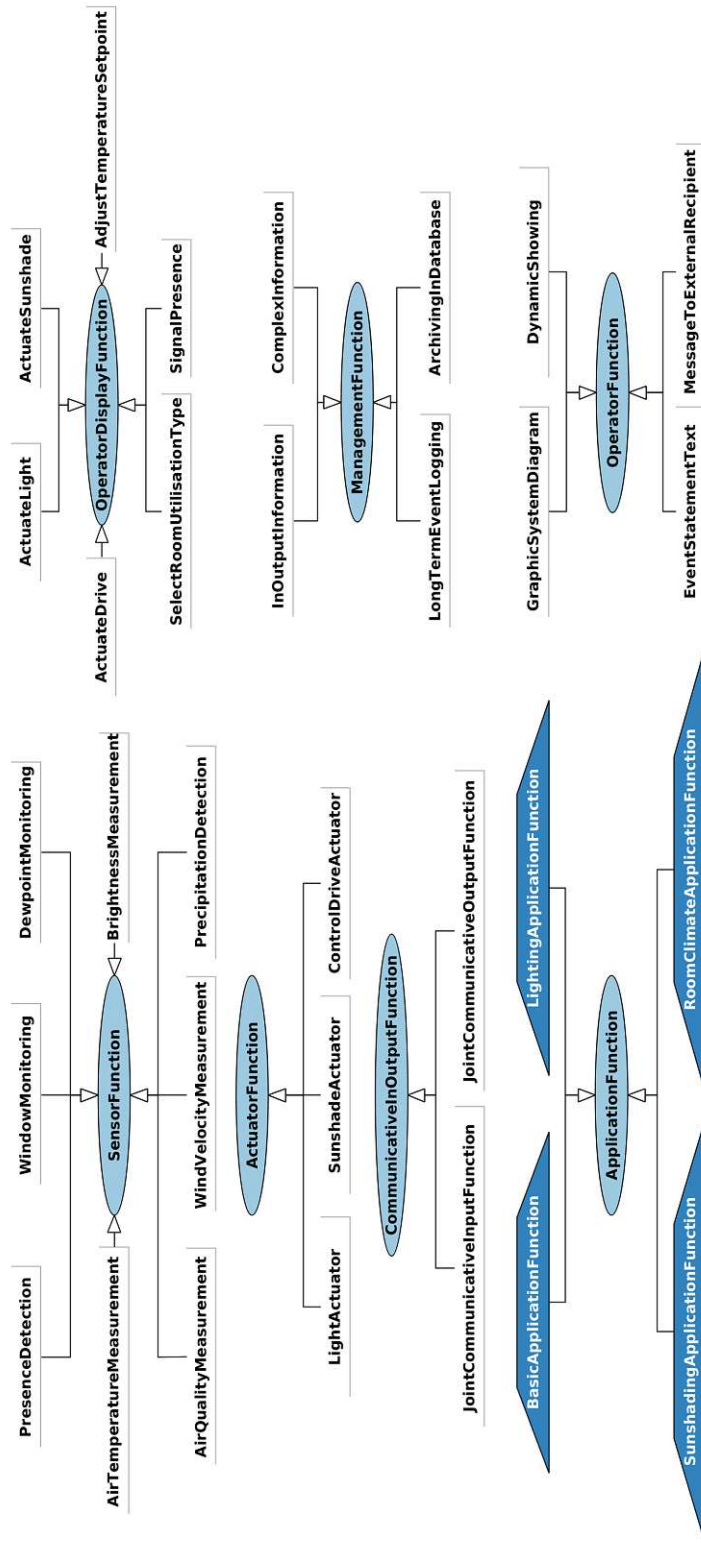 PresenceDetection
WindowMonitoring
DewpointMonitoring
AirTemperatureMeasurement
SensorFunction
BrightnessMeasurement
AirQualityMeasurement
WindVelocityMeasurement
PrecipitationDetection
ActuatorFunction
LightActuator
SunshadeActuator
ControlDriveActuator
CommunicativeInOutputFunction
JointCommunicativeInputFunction
JointCommunicativeOutputFunction
BasicApplicationFunction
LightingApplicationFunction
ApplicationFunction
SunshadingApplicationFunction
RoomClimateApplicationFunction
ActuateLight
ActuateSunshade
ActuateDrive
OperatorDisplayFunction
AdjustTemperatureSetpoint
SelectRoomUtilisationType
SignalPresence
InOutputInformation
ComplexInformation
ManagementFunction
LongTermEventLogging
ArchivingInDatabase
GraphicSystemDiagram
DynamicShowing
OperatorFunction
EventStatementText
MessageToExternalRecipient